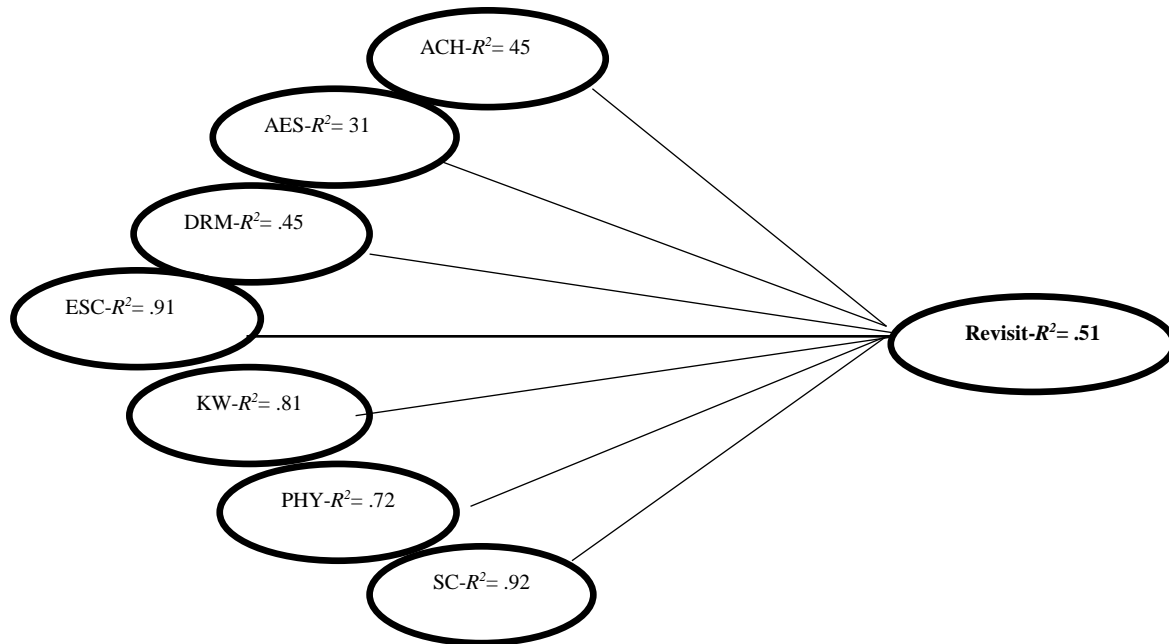 ACH-R²= 45
AES-R²= 31
DRM-R²= .45
ESC-R²= .91
Revisit-R²= .51
KW-R²= .81
PHY-R²= .72
SC-R²= .92